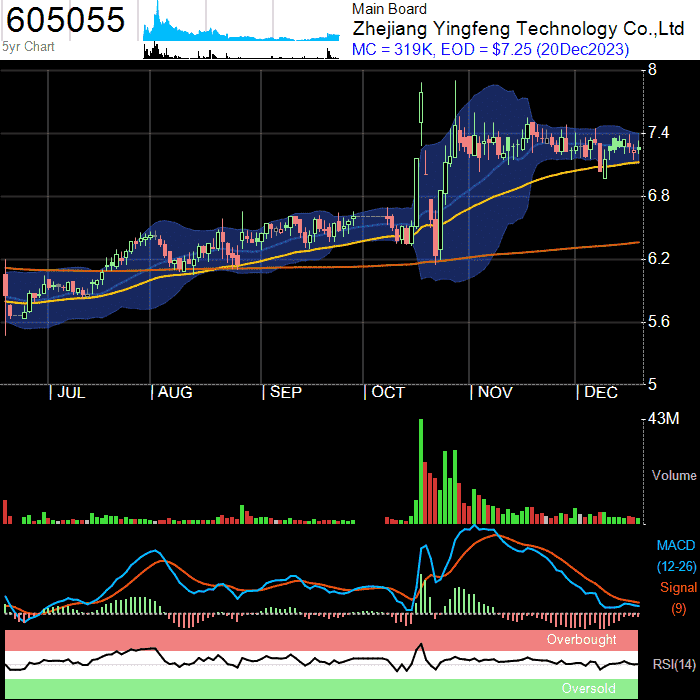 605055
5yr Chart
Main Board
Zhejiang Yingfeng Technology Co.,Ltd
MC = 319K, EOD = $7.25 (20Dec2023)
8
7.4
6.8
6.2
5.6
5
| JUL | AUG | SEP | OCT | NOV | DEC
43M
Volume
MACD
(12-26)
Signal
(9)
Overbought
RSI(14)
Oversold